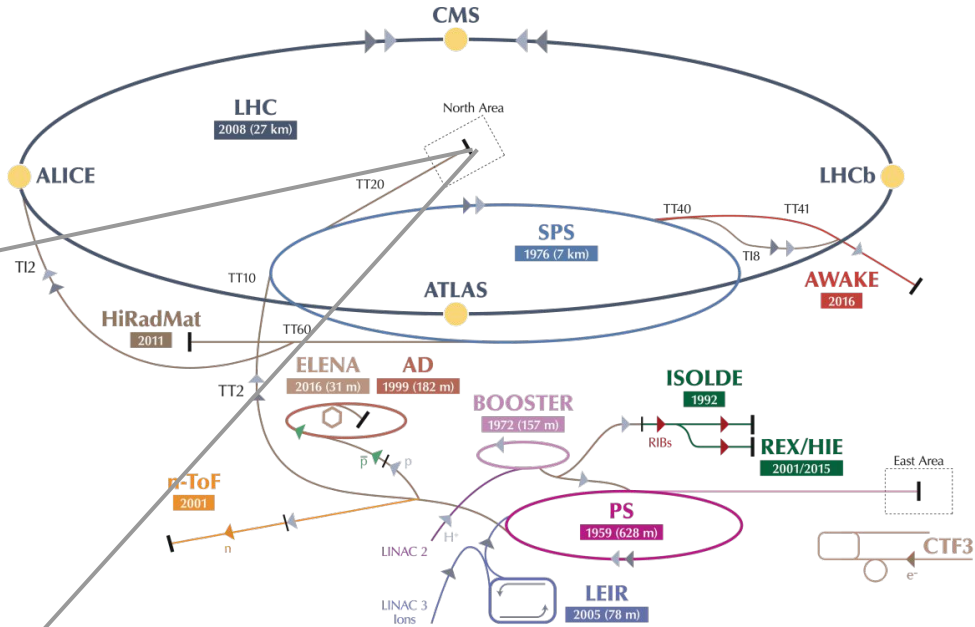 CMS
LHC
2008 (27 km)
North Area
ALICE
TT20
LHCb
TT40
TT41
SPS
1976 (7 km)
TI8
TI2
TT10
ATLAS
AWAKE
2016
HiRadMat
2011
TT60
ELENA
2016 (31 m)
AD
1999 (182 m)
TT2
BOOSTER
1972 (157 m)
ISOLDE
1992
RIBs
REX/HIE
2001/2015
p̅
p
East Area
n-ToF
2001
PS
1959 (628 m)
n
LINAC 2
H⁺
CTF3
e⁻
LEIR
2005 (78 m)
LINAC 3
Ions